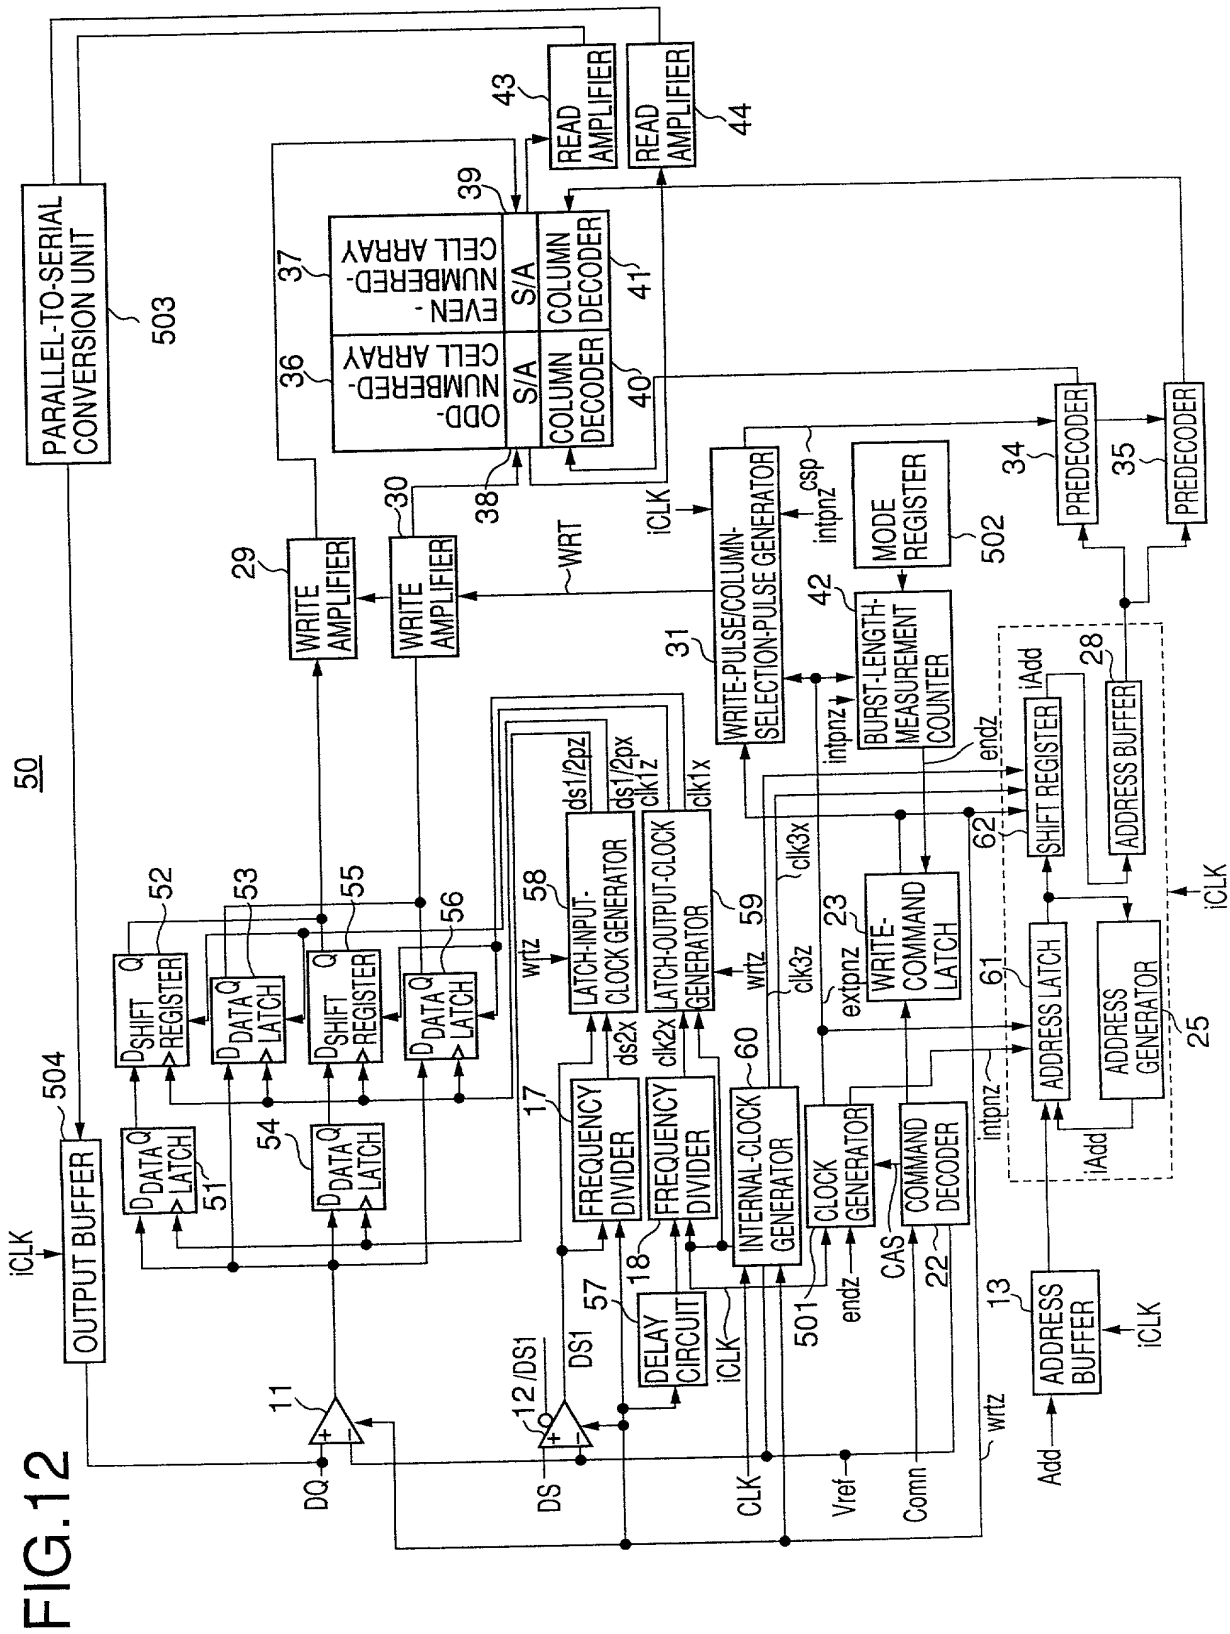 FIG.12
50
iCLK
504
OUTPUT BUFFER
PARALLEL-TO-SERIAL
CONVERSION UNIT
503
D DATA Q
LATCH
51
D Q
SHIFT
REGISTER
52
D DATA Q
LATCH
53
D DATA Q
LATCH
54
D Q
SHIFT
REGISTER
55
D DATA Q
LATCH
56
DQ
+
-
11
WRITE
AMPLIFIER
29
WRITE
AMPLIFIER
30
ODD-
NUMBERED-
CELL ARRAY
36
EVEN-
NUMBERED-
CELL ARRAY
37
S/A
38
S/A
39
COLUMN
DECODER
40
COLUMN
DECODER
41
READ
AMPLIFIER
43
READ
AMPLIFIER
44
DS
+
-
12
/DS1
DS1
FREQUENCY
DIVIDER
17
ds2x
wrtz
LATCH-INPUT-
CLOCK GENERATOR
58
ds1/2pz
ds1/2px
57
DELAY
CIRCUIT
18
FREQUENCY
DIVIDER
clk2x
LATCH-OUTPUT-CLOCK
GENERATOR
59
wrtz
clk1z
clk1x
WRT
iCLK
CLK
INTERNAL-CLOCK
GENERATOR
60
clk3z
clk3x
31
WRITE-PULSE/COLUMN-
SELECTION-PULSE GENERATOR
iCLK
intpnz
csp
501
CLOCK
GENERATOR
endz
extpnz
Vref
CAS
intpnz
BURST-LENGTH-
MEASUREMENT
COUNTER
42
MODE
REGISTER
502
Comn
22
COMMAND
DECODER
23
WRITE-
COMMAND
LATCH
endz
intpnz
wrtz
Add
13
ADDRESS
BUFFER
iCLK
61
ADDRESS LATCH
iAdd
ADDRESS
GENERATOR
25
62
SHIFT REGISTER
iAdd
ADDRESS BUFFER
28
iCLK
34
PREDECODER
35
PREDECODER